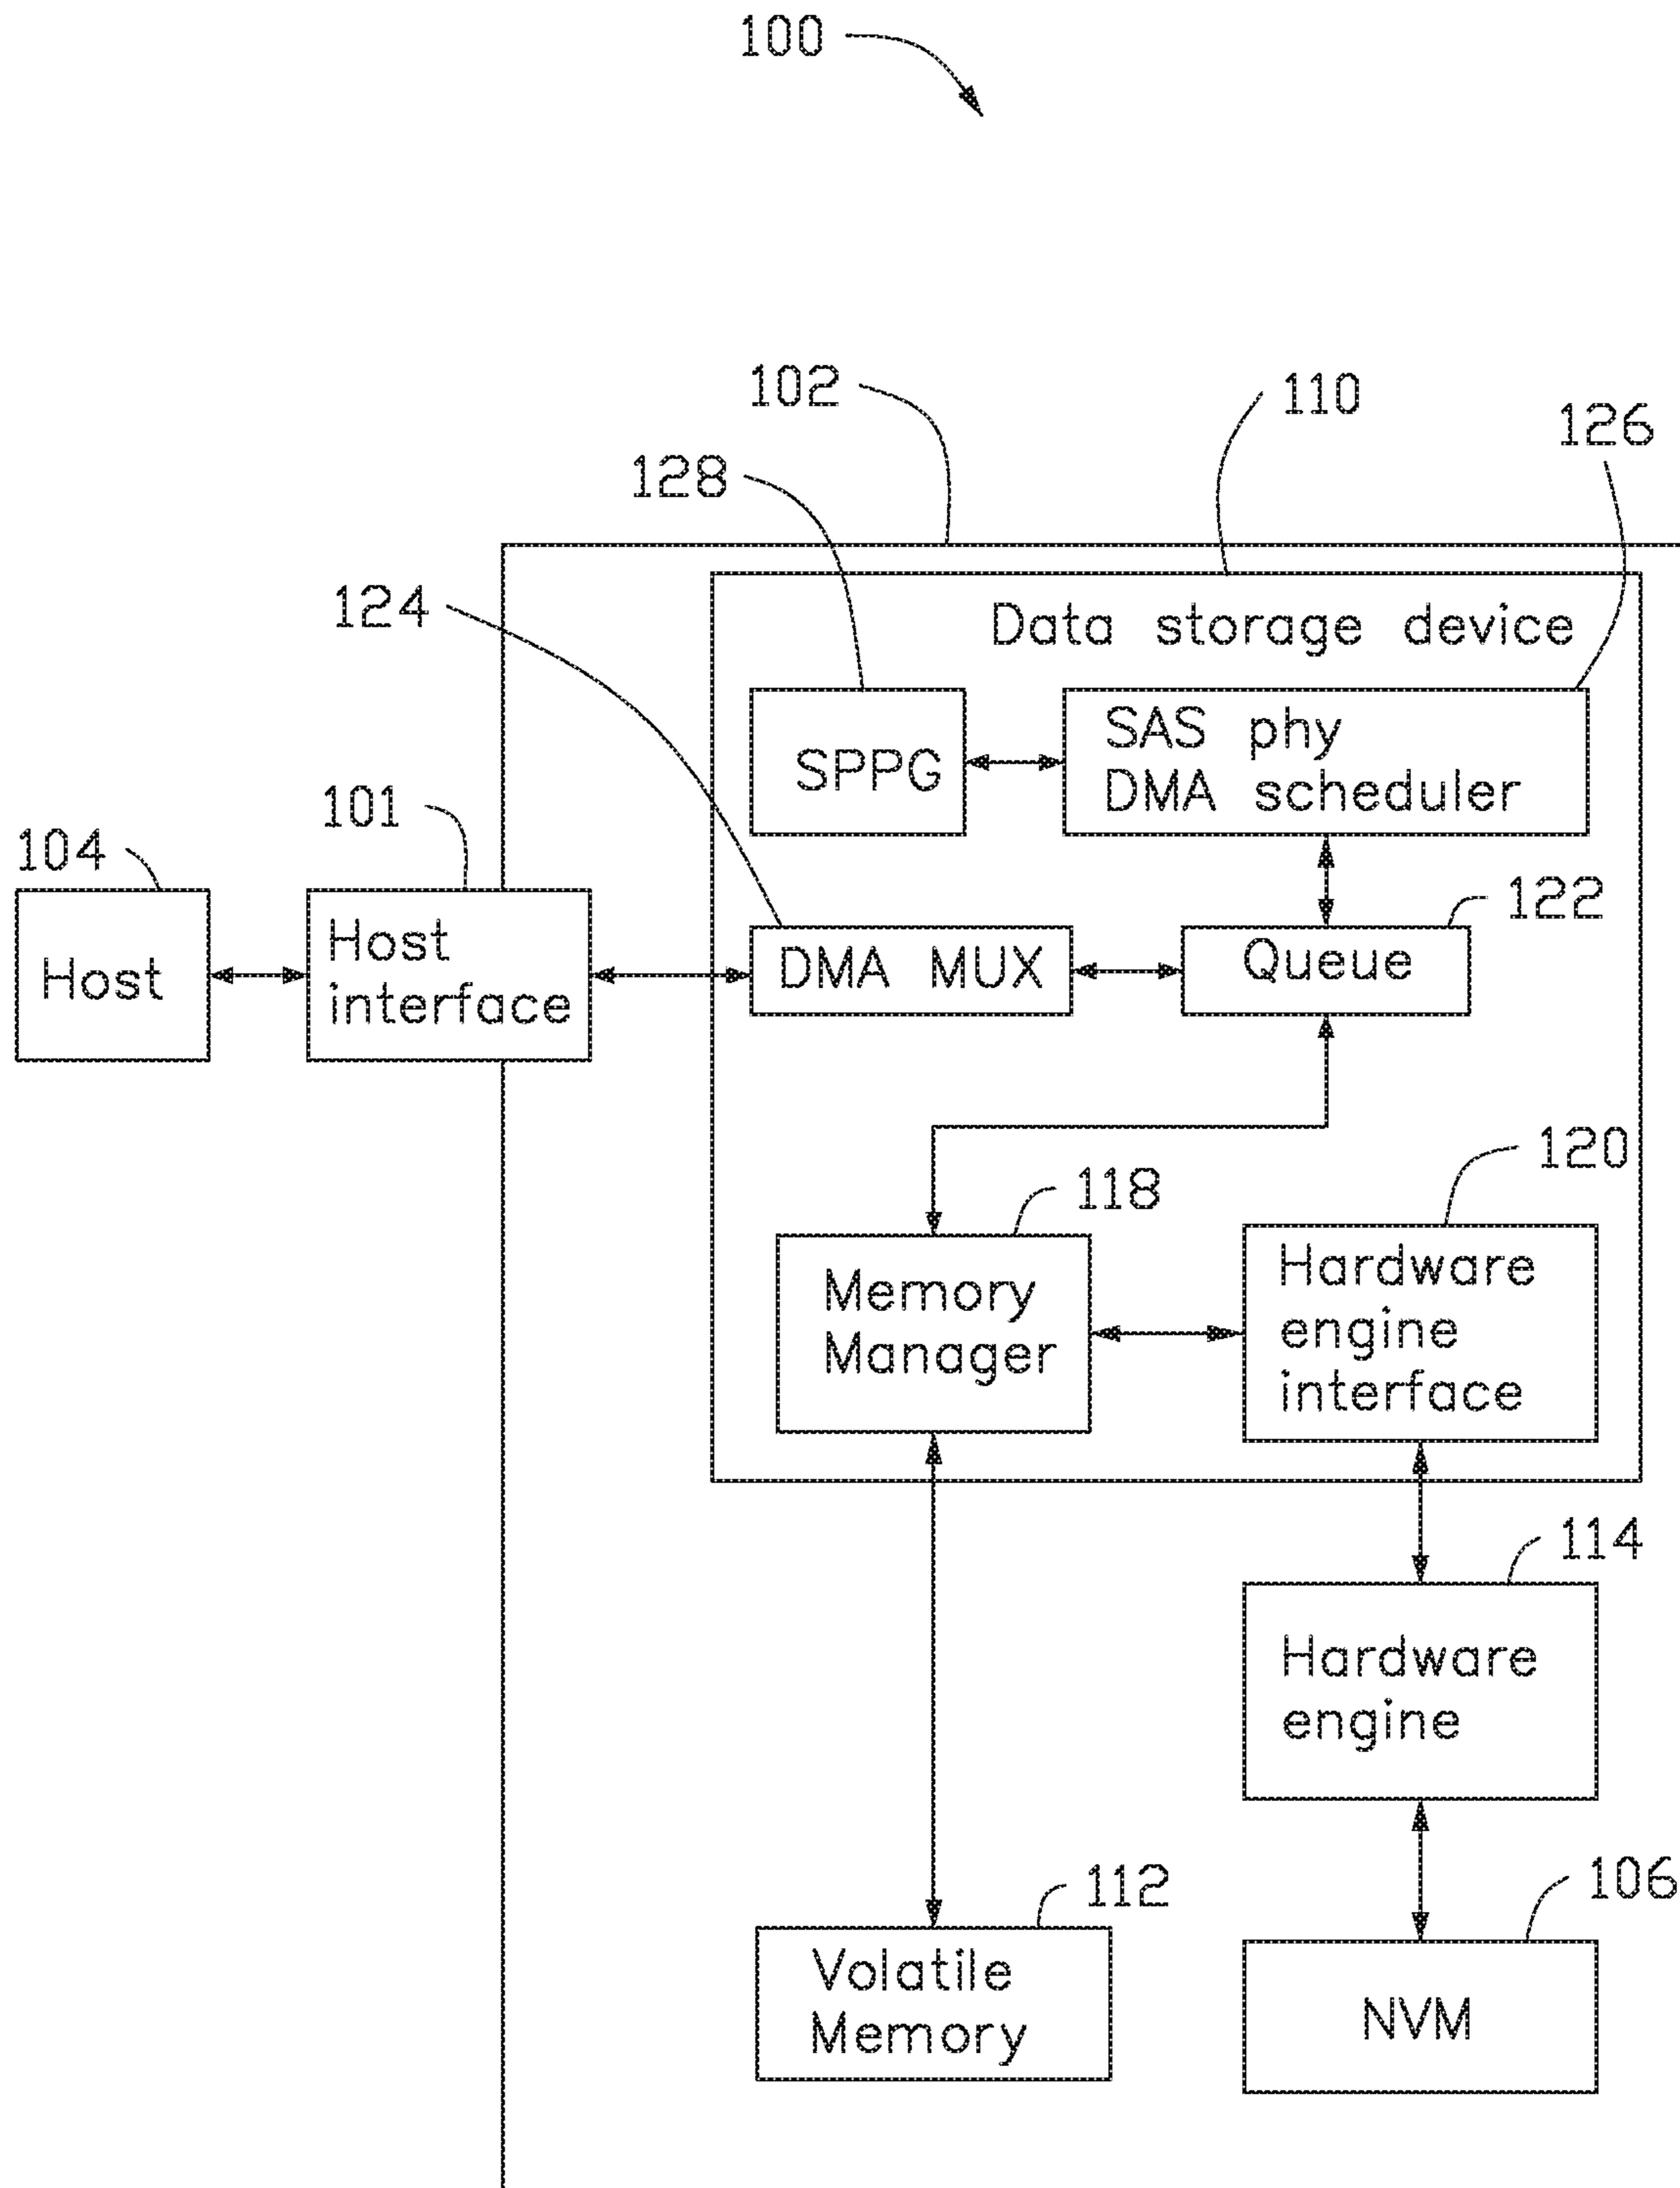 100
102
110
126
128
124
Data storage device
SPPG
SAS phy
DMA scheduler
101
104
122
Host
Host
interface
DMA MUX
Queue
120
118
Memory
Manager
Hardware
engine
interface
114
Hardware
engine
112
106
Volatile
Memory
NVM